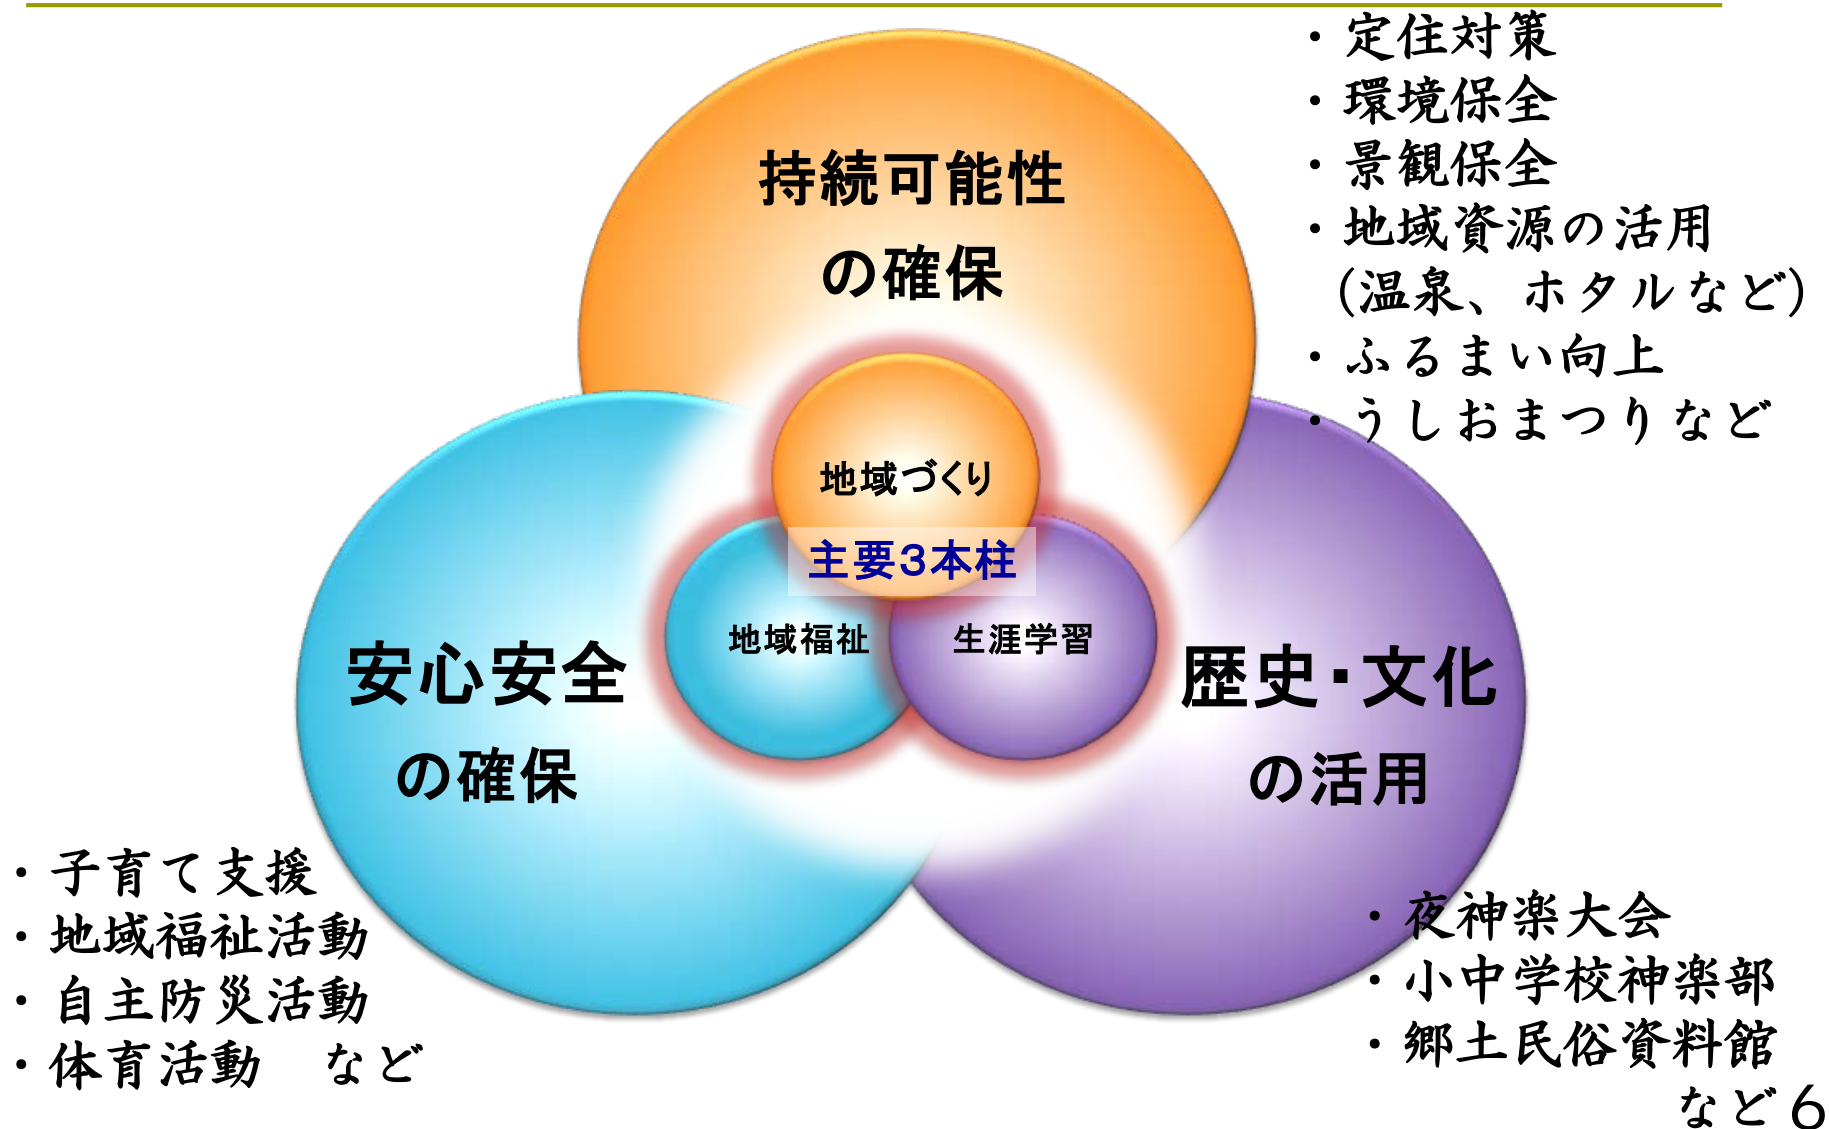 ・定住対策
・環境保全
・景観保全
・地域資源の活用
(温泉、ホタルなど)
・ふるまい向上
・うしおまつりなど
持続可能性
の確保
地域づくり
主要3本柱
地域福祉
生涯学習
安心安全
の確保
歴史・文化
の活用
・子育て支援
・地域福祉活動
・自主防災活動
・体育活動　など
・夜神楽大会
・小中学校神楽部
・郷土民俗資料館
など
6